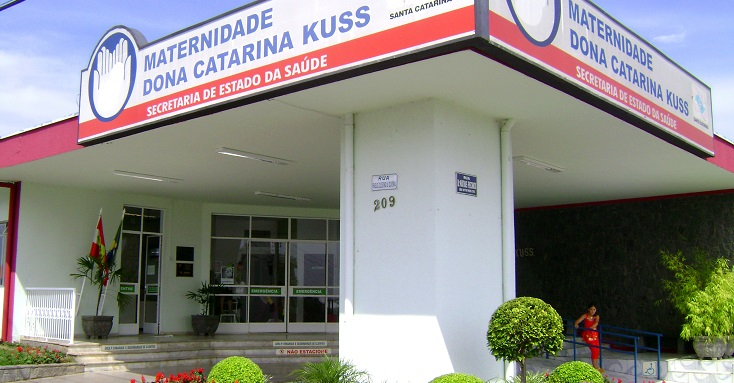 MATERNIDADE
DONA CATARINA KUSS
SECRETARIA DE ESTADO DA SAÚDE
SANTA CATARINA
MATERNIDADE
DONA CATARINA KUSS
SECRETARIA DE ESTADO DA SAÚDE
RUA
209
EMERGÊNCIA
EMERGÊNCIA
NÃO ESTACIONE